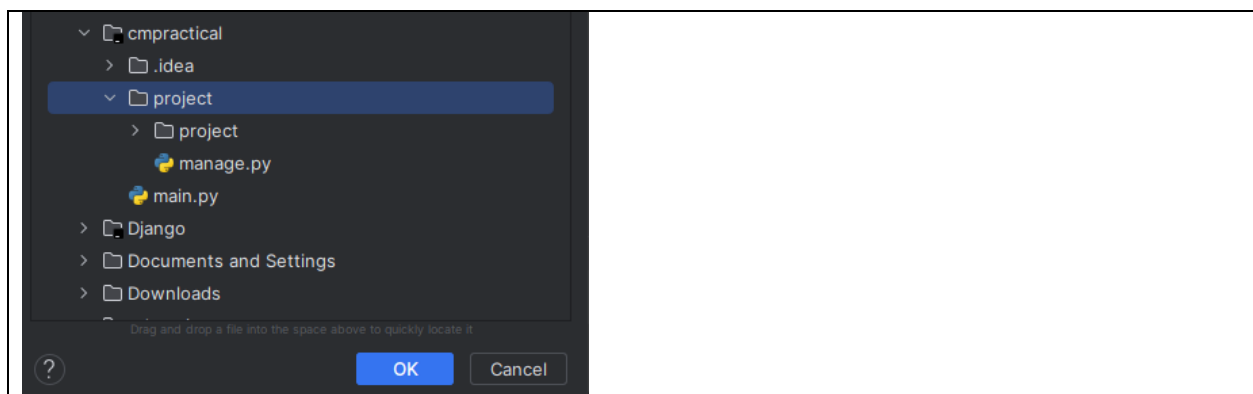 cmpractical
.idea
project
project
manage.py
main.py
Django
Documents and Settings
Downloads
Drag and drop a file into the space above to quickly locate it
?
OK
Cancel